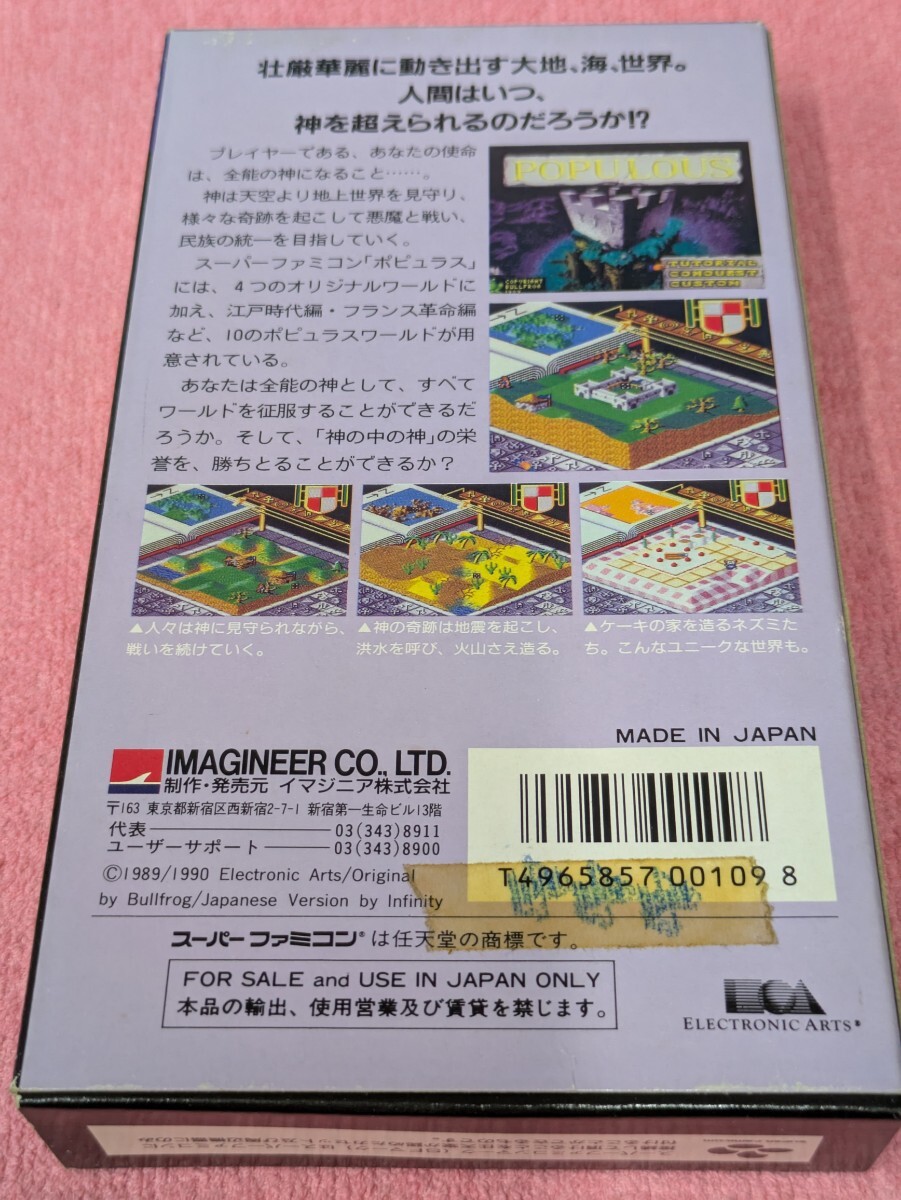 壮厳華麗に動き出す大地、海、世界。
人間はいつ、
神を超えられるのだろうか!?
プレイヤーである、あなたの使命
は、全能の神になること……。
神は天空より地上世界を見守り、
様々な奇跡を起こして悪魔と戦い、
民族の統一を目指していく。
スーパーファミコン「ポピュラス」
には、4つのオリジナルワールドに
加え、江戸時代編・フランス革命編
など、10のポピュラスワールドが用
意されている。
あなたは全能の神として、すべて
ワールドを征服することができるだ
ろうか。そして、「神の中の神」の栄
誉を、勝ちとることができるか?
POPULOUS
TUTORIAL
CONQUEST
CUSTOM
COPYRIGHT
BULLFROG
▲人々は神に見守られながら、
戦いを続けていく。
▲神の奇跡は地震を起こし、
洪水を呼び、火山さえ造る。
▲ケーキの家を造るネズミた
ち。こんなユニークな世界も。
MADE IN JAPAN
IMAGINEER CO., LTD.
制作・発売元 イマジニア株式会社
〒163 東京都新宿区西新宿2-7-1 新宿第一生命ビル13階
代表 03(343)8911
ユーザーサポート 03(343)8900
©1989/1990 Electronic Arts/Original
by Bullfrog/Japanese Version by Infinity
T4965857 00109 8
スーパーファミコン®は任天堂の商標です。
FOR SALE and USE IN JAPAN ONLY
本品の輸出、使用営業及び賃貸を禁じます。
ELECTRONIC ARTS®